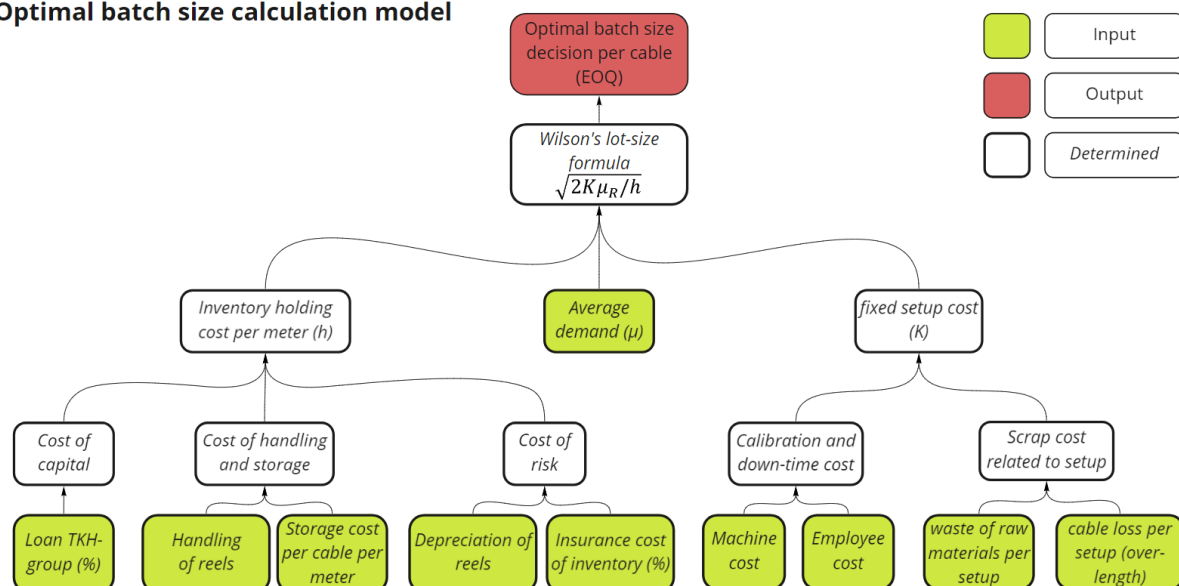 Optimal batch size calculation model
Optimal batch size
decision per cable
(EOQ)
Input
Output
Determined
Wilson's lot-size
formula
√2Kμ_R/h
Inventory holding
cost per meter (h)
Average
demand (μ)
fixed setup cost
(K)
Cost of
capital
Cost of handling
and storage
Cost of
risk
Calibration and
down-time cost
Scrap cost
related to setup
Loan TKH-
group (%)
Handling
of reels
Storage cost
per cable per
meter
Depreciation of
reels
Insurance cost
of inventory (%)
Machine
cost
Employee
cost
waste of raw
materials per
setup
cable loss per
setup (over-
length)